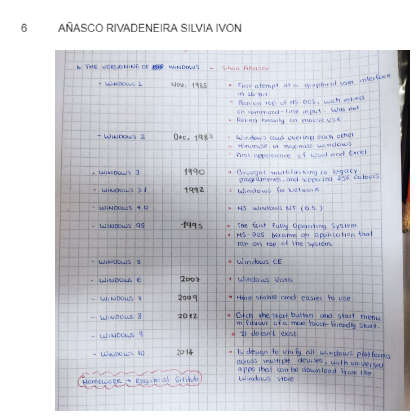 6 AÑASCO RIVADENEIRA SILVIA IVON
THE VERSIONING OF WINDOWS - Silvia Añasco
- WINDOWS 1 Nov. 1985 • First attempt at a graphical user interface
in 16-bit
• Ran on top of MS-DOS, which relied
on command-line input. Was not
• Relied heavily on mouse use.
- WINDOWS 2 Dec. 1987 • Windows could overlap each other
• Minimise or maximise windows
• First appearance of Word and Excel
- WINDOWS 3 1990 • Brought multitasking to legacy
programmes, and supported 256 colours
- WINDOWS 3.1 1992 • Windows for Network
- WINDOWS 4.0 • MS Windows NT (O.S.)
- WINDOWS 95 1995 • The first fully Operating System
• MS-DOS became an application that
ran on top of the system
- WINDOWS 5 • Windows CE
- WINDOWS 6 2007 • Windows Vista
- WINDOWS 7 2009 • More stable and easier to use
- WINDOWS 8 2012 • Ditch the start button and start menu
in favour of a more touch-friendly start.
- WINDOWS 9 • It doesn't exist
- WINDOWS 10 2014 • Is design to unify all windows platforms
across multiple devices, with universal
apps that can be download from the
Windows store
HOMEWORK → Research GitHub